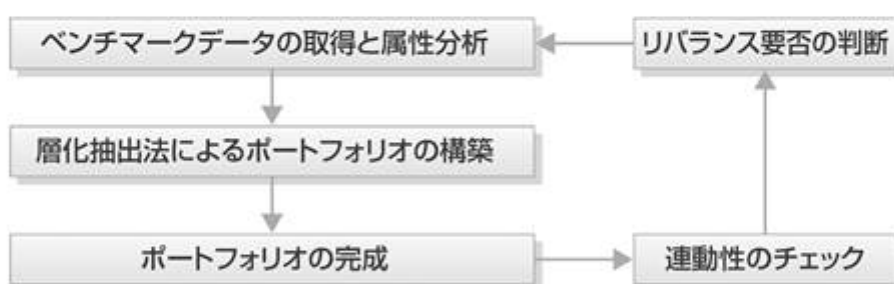 ベンチマークデータの取得と属性分析
リバランス要否の判断
層化抽出法によるポートフォリオの構築
ポートフォリオの完成
連動性のチェック